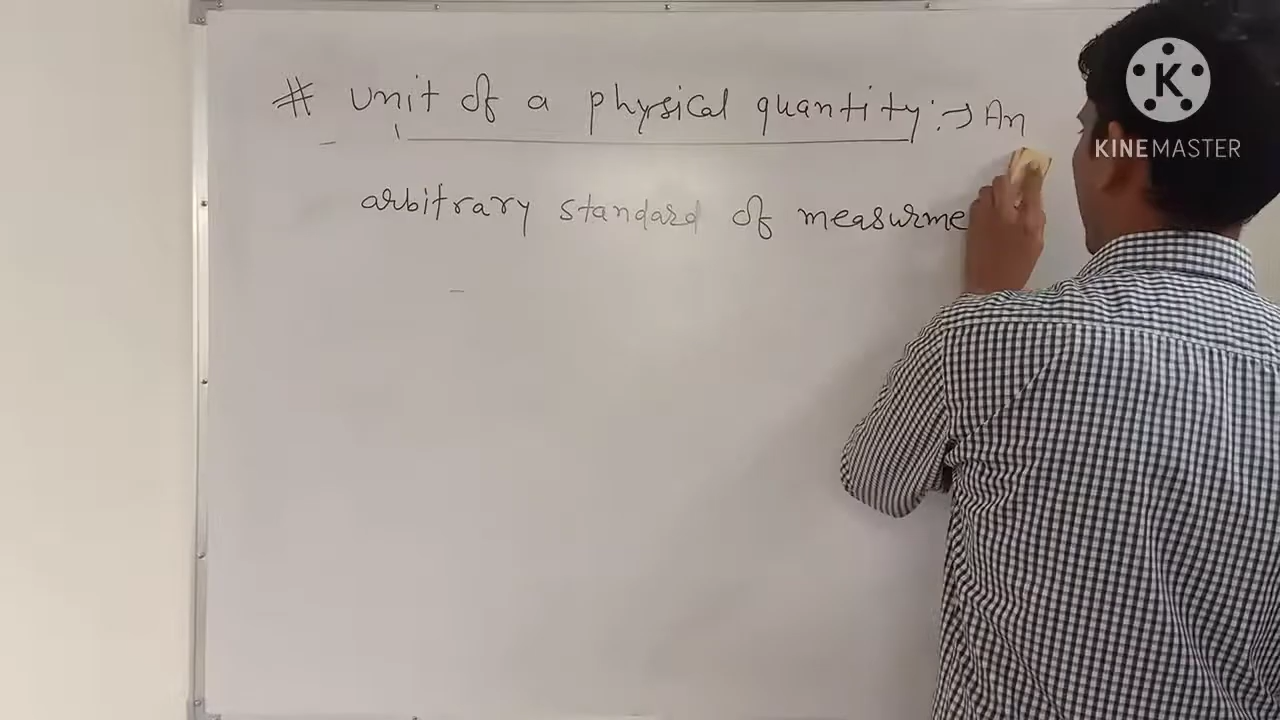 # unit of a physical quantity :→ An
arbitrary standard of measurme
K
KINEMASTER